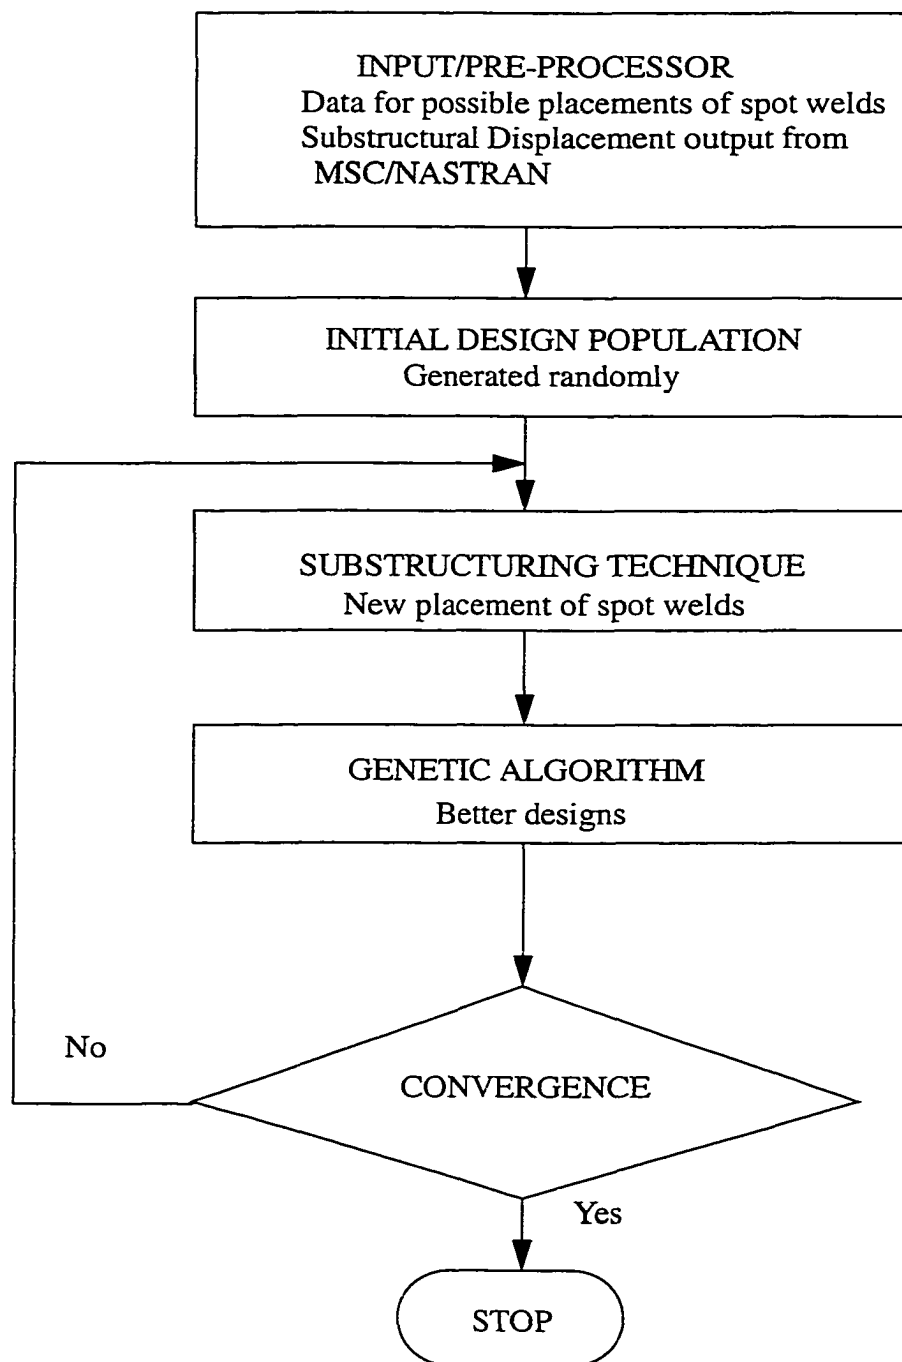 INPUT/PRE-PROCESSOR
Data for possible placements of spot welds
Substructural Displacement output from
MSC/NASTRAN
INITIAL DESIGN POPULATION
Generated randomly
SUBSTRUCTURING TECHNIQUE
New placement of spot welds
GENETIC ALGORITHM
Better designs
No
CONVERGENCE
Yes
STOP